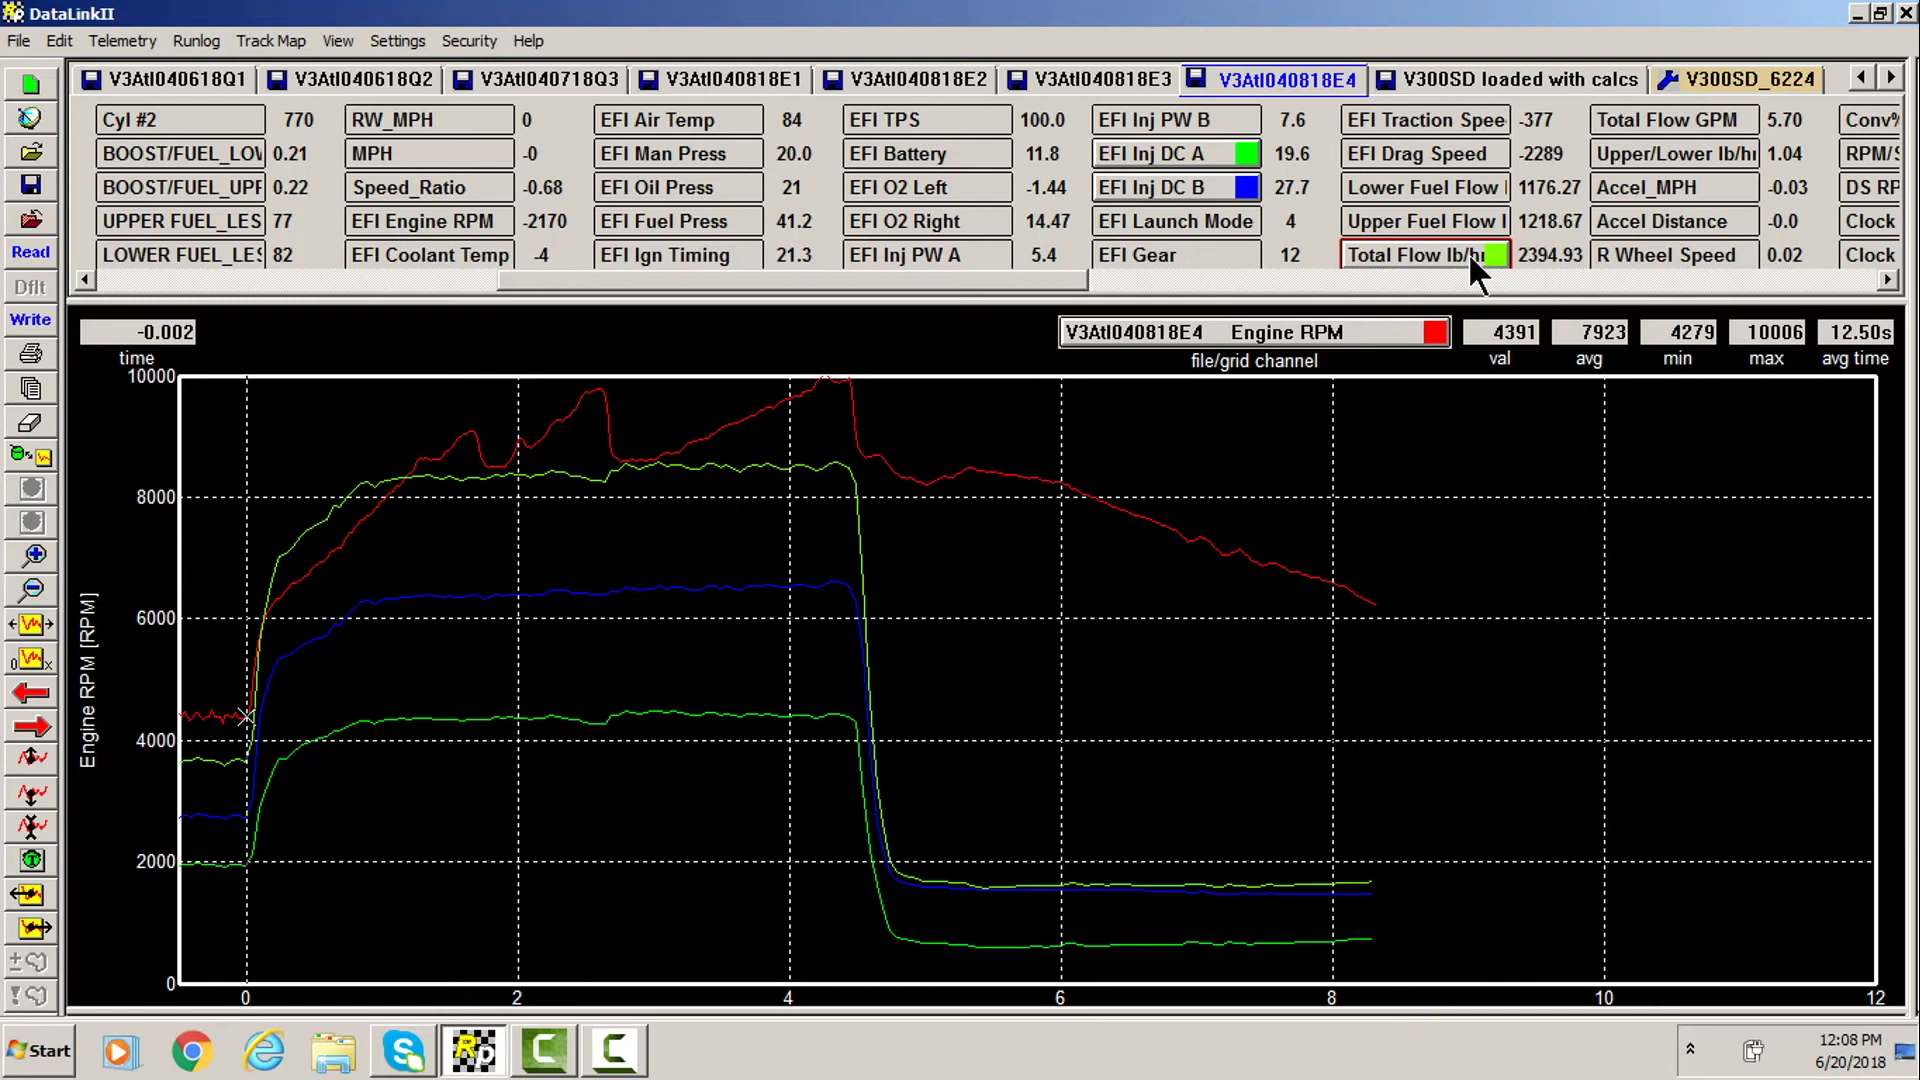 DataLinkII
File Edit Telemetry Runlog Track Map View Settings Security Help
V3Atl040618Q1 V3Atl040618Q2 V3Atl040718Q3 V3Atl040818E1 V3Atl040818E2 V3Atl040818E3 V3Atl040818E4 V300SD loaded with calcs V300SD_6224
Cyl #2 770 RW_MPH 0 EFI Air Temp 84 EFI TPS 100.0 EFI Inj PW B 7.6 EFI Traction Spee -377 Total Flow GPM 5.70 Conv%
BOOST/FUEL_LOW 0.21 MPH -0 EFI Man Press 20.0 EFI Battery 11.8 EFI Inj DC A 19.6 EFI Drag Speed -2289 Upper/Lower lb/hr 1.04 RPM/S
BOOST/FUEL_UPF 0.22 Speed_Ratio -0.68 EFI Oil Press 21 EFI O2 Left -1.44 EFI Inj DC B 27.7 Lower Fuel Flow l 1176.27 Accel_MPH -0.03 DS RP
UPPER FUEL_LES 77 EFI Engine RPM -2170 EFI Fuel Press 41.2 EFI O2 Right 14.47 EFI Launch Mode 4 Upper Fuel Flow l 1218.67 Accel Distance -0.0 Clock
LOWER FUEL_LES 82 EFI Coolant Temp -4 EFI Ign Timing 21.3 EFI Inj PW A 5.4 EFI Gear 12 Total Flow lb/hr 2394.93 R Wheel Speed 0.02 Clock
Read
Dflt
Write
-0.002
time
V3Atl040818E4 Engine RPM 4391 7923 4279 10006 12.50s
file/grid channel val avg min max avg time
10000
8000
6000
4000
2000
0
Engine RPM [RPM]
0 2 4 6 8 10 12
Start
Rp
12:08 PM
6/20/2018